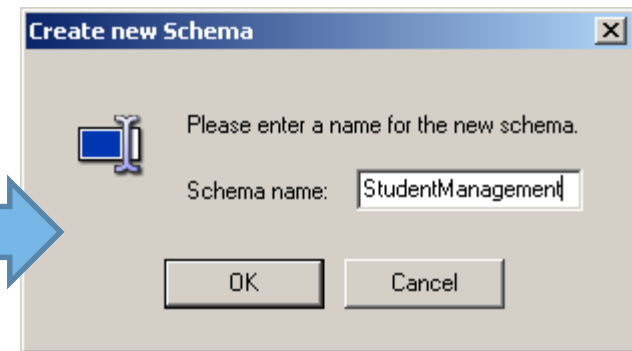 Create new Schema
Please enter a name for the new schema.
Schema name: StudentManagement
OK Cancel